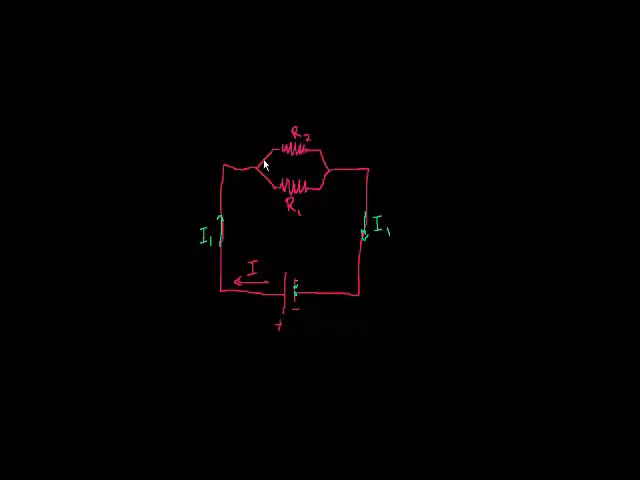 R₂
R₁
I₁
I₁
I
+
-